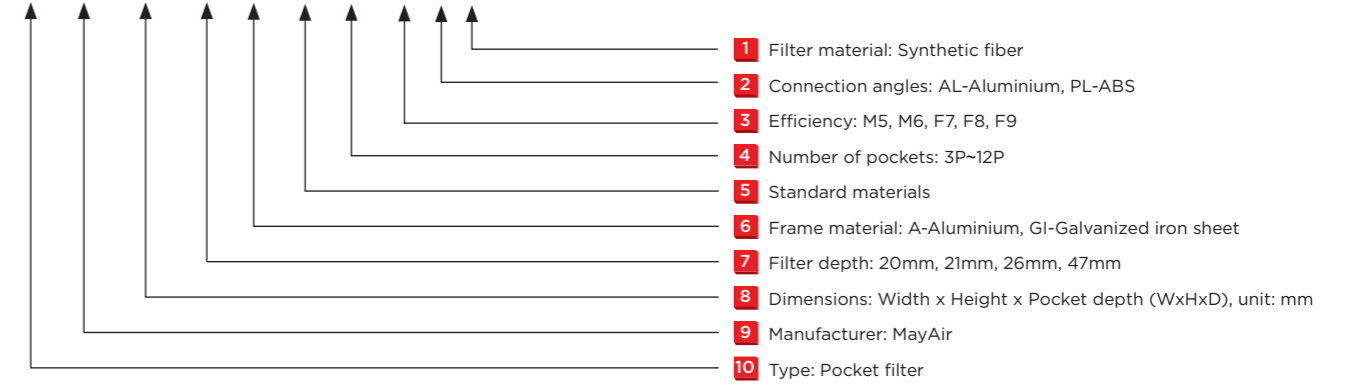 1 Filter material: Synthetic fiber
2 Connection angles: AL-Aluminium, PL-ABS
3 Efficiency: M5, M6, F7, F8, F9
4 Number of pockets: 3P~12P
5 Standard materials
6 Frame material: A-Aluminium, GI-Galvanized iron sheet
7 Filter depth: 20mm, 21mm, 26mm, 47mm
8 Dimensions: Width x Height x Pocket depth (WxHxD), unit: mm
9 Manufacturer: MayAir
10 Type: Pocket filter